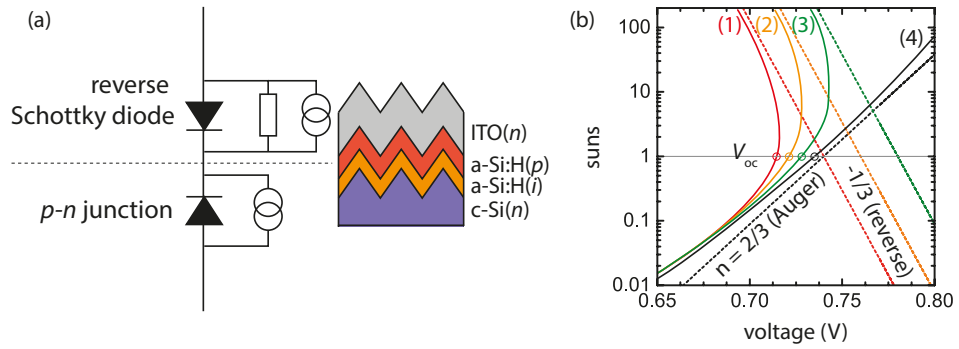 (a)
reverse
Schottky diode
p-n junction
ITO(n)
a-Si:H(p)
a-Si:H(i)
c-Si(n)
(b)
suns
100
10
1
0.1
0.01
(1)
(2)
(3)
(4)
Voc
n = 2/3 (Auger)
-1/3 (reverse)
0.65
0.70
0.75
0.80
voltage (V)